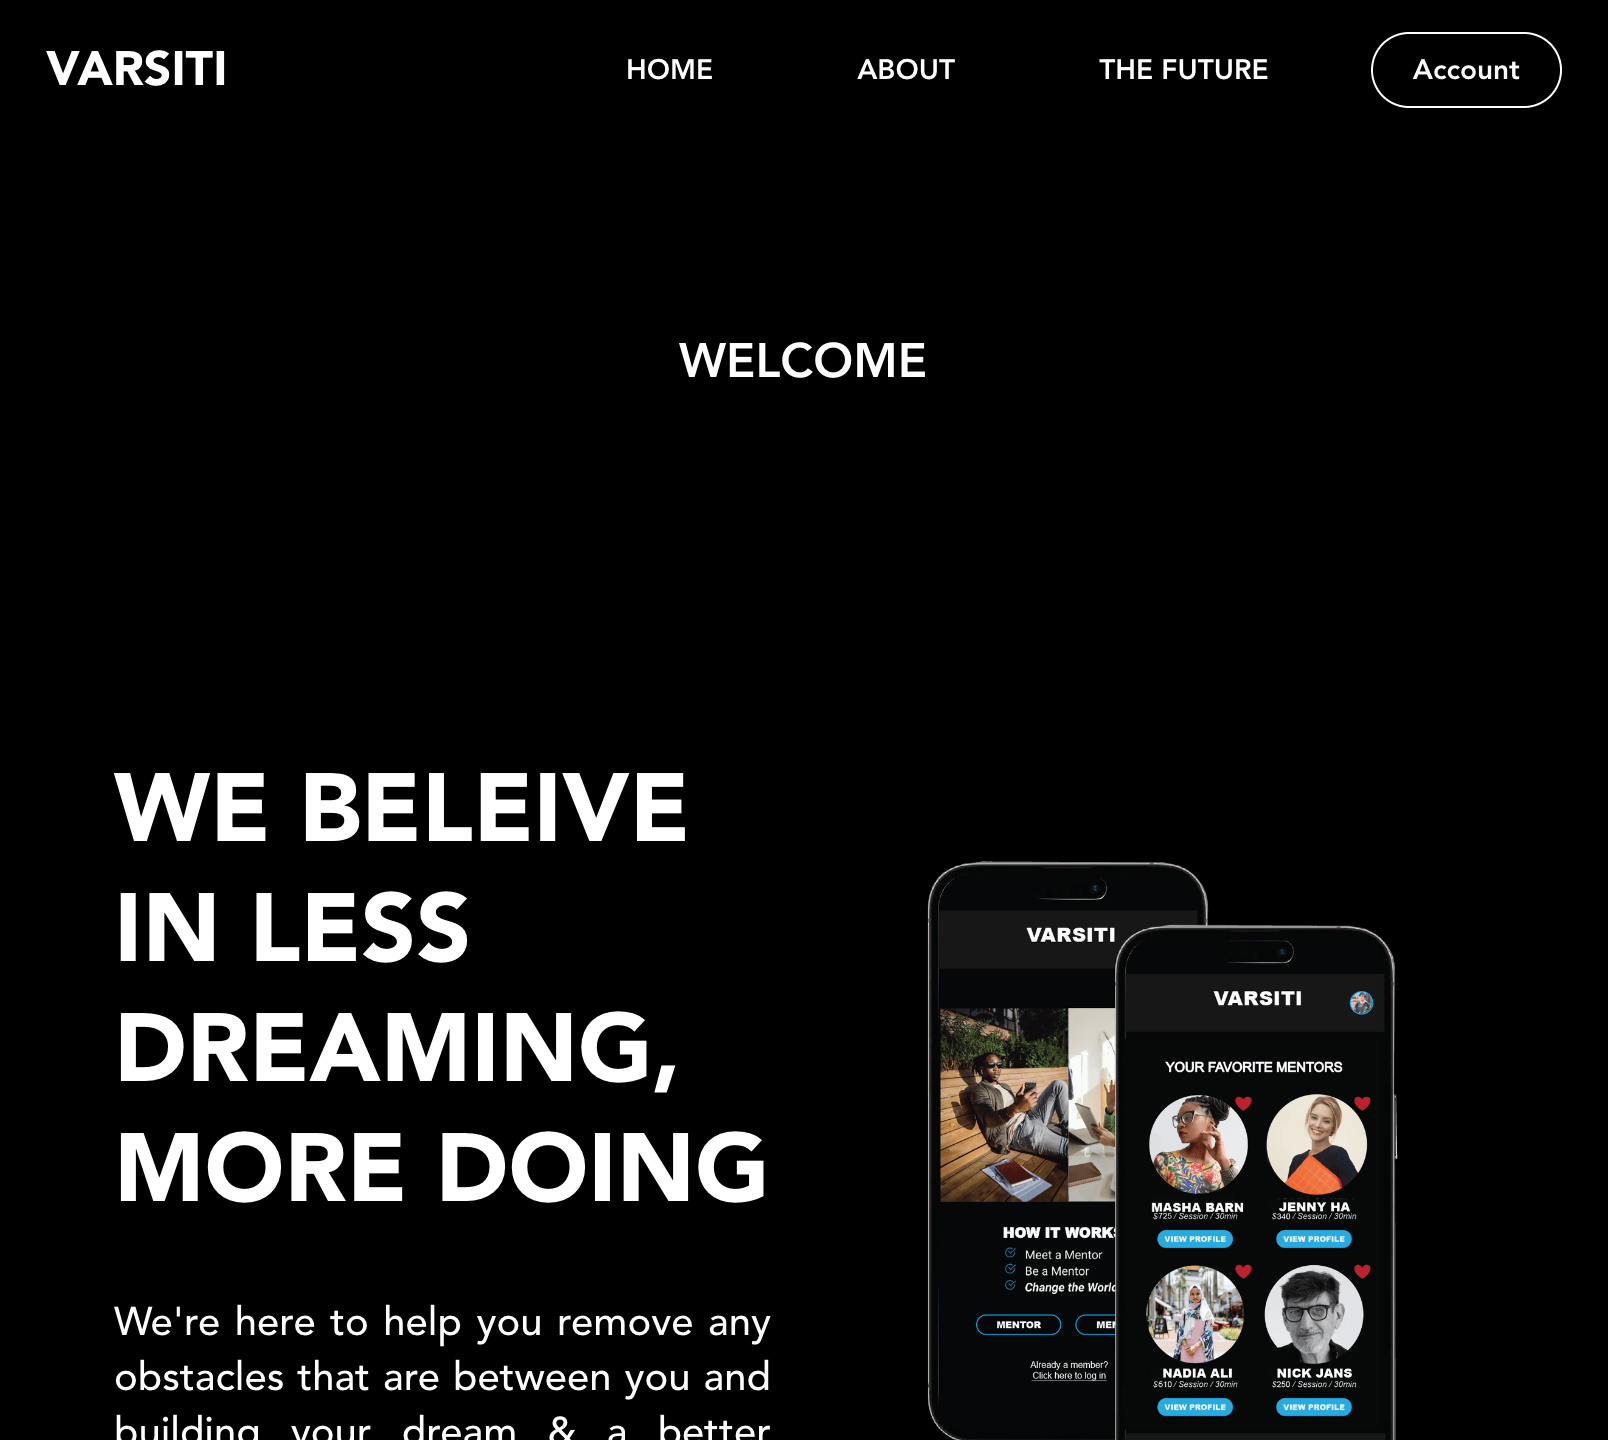 VARSITI
HOME
ABOUT
THE FUTURE
Account
WELCOME
WE BELEIVE
IN LESS
DREAMING,
MORE DOING
We're here to help you remove any
obstacles that are between you and
building your dream & a better
VARSITI
HOW IT WORKS
Meet a Mentor
Be a Mentor
Change the World
MENTOR
MEN
Already a member?
Click here to log in
VARSITI
YOUR FAVORITE MENTORS
MASHA BARN
$725 / Session / 30min
VIEW PROFILE
JENNY HA
$340 / Session / 30min
VIEW PROFILE
NADIA ALI
$510 / Session / 30min
VIEW PROFILE
NICK JANS
$250 / Session / 30min
VIEW PROFILE